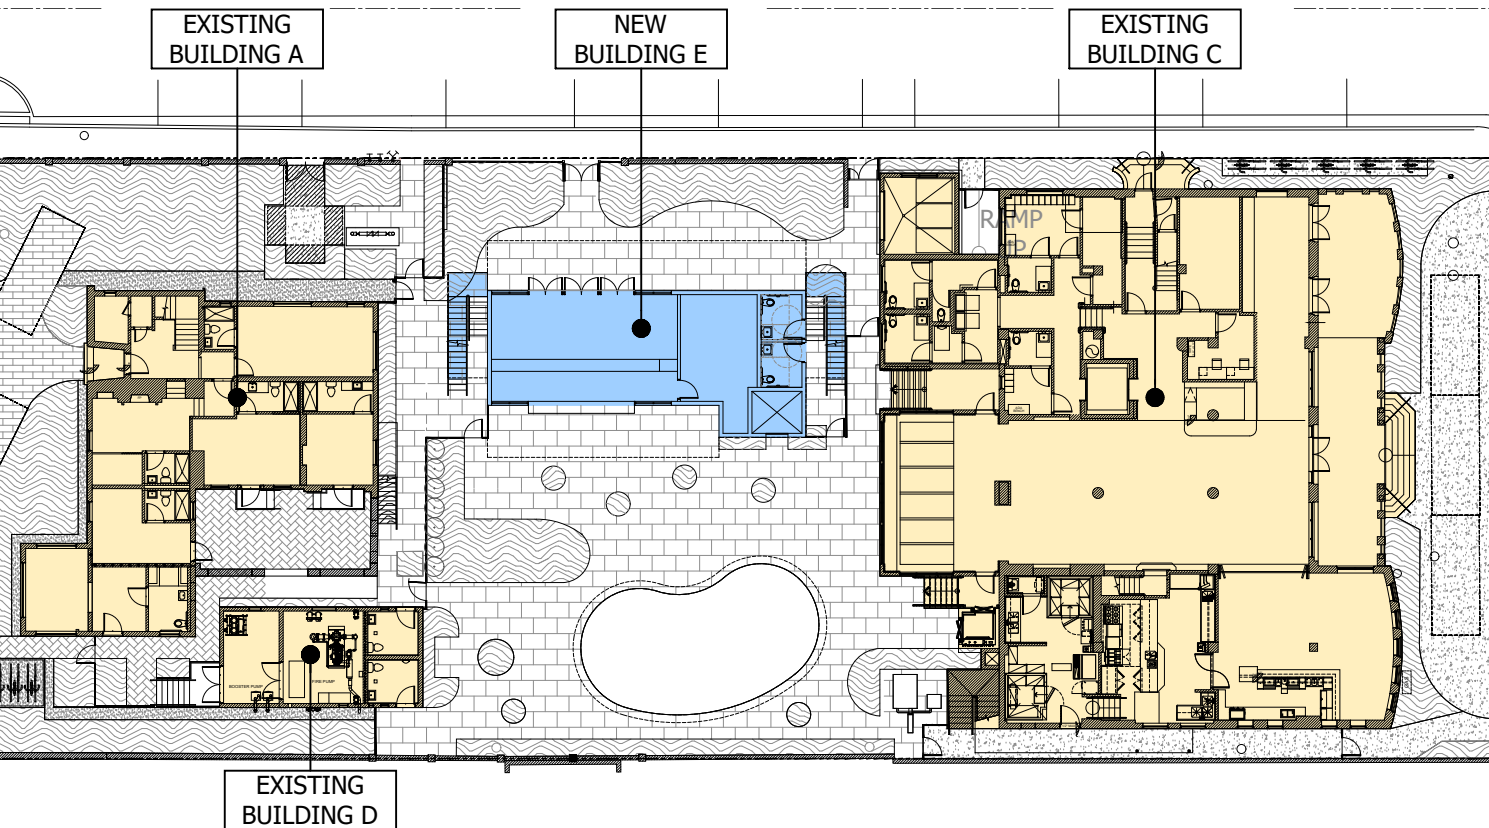 EXISTING
BUILDING A
NEW
BUILDING E
EXISTING
BUILDING C
RAMP
UP
BOOSTER PUMP
FIRE PUMP
EXISTING
BUILDING D